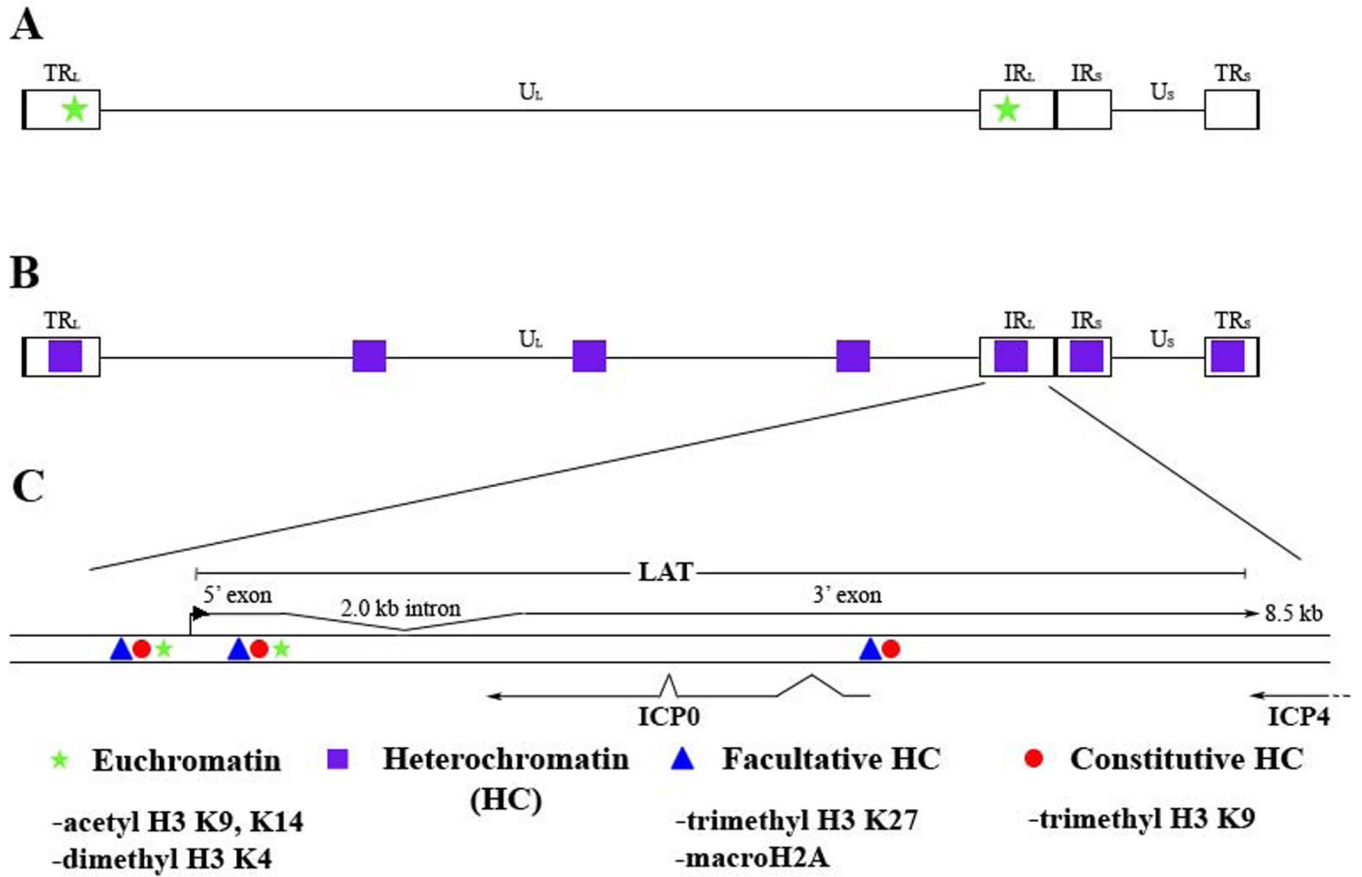 A
TRL UL IRL IRS US TRS
B
TRL UL IRL IRS US TRS
C
LAT
5’ exon 2.0 kb intron 3’ exon 8.5 kb
ICP0 ICP4
Euchromatin Heterochromatin Facultative HC Constitutive HC
(HC)
-acetyl H3 K9, K14 -trimethyl H3 K27 -trimethyl H3 K9
-dimethyl H3 K4 -macroH2A